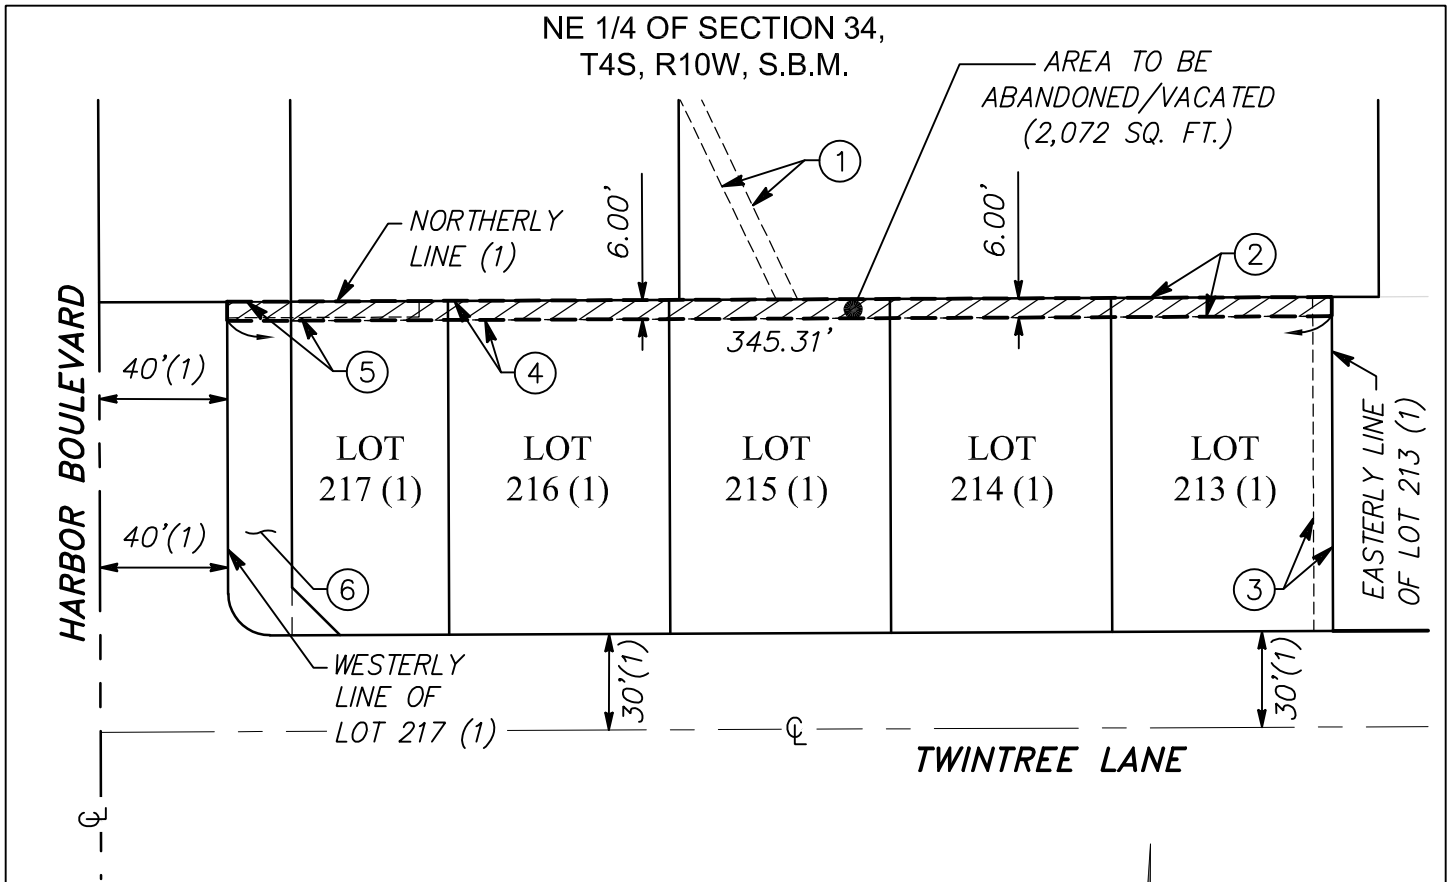 NE 1/4 OF SECTION 34,
T4S, R10W, S.B.M.
AREA TO BE
ABANDONED/VACATED
(2,072 SQ. FT.)
1
NORTHERLY
LINE (1)
6.00'
6.00'
2
345.31'
40'(1)
5
4
HARBOR BOULEVARD
LOT
217 (1)
LOT
216 (1)
LOT
215 (1)
LOT
214 (1)
LOT
213 (1)
EASTERLY LINE
OF LOT 213 (1)
40'(1)
6
3
WESTERLY
LINE OF
LOT 217 (1)
30'(1)
30'(1)
℄
TWINTREE LANE
℄